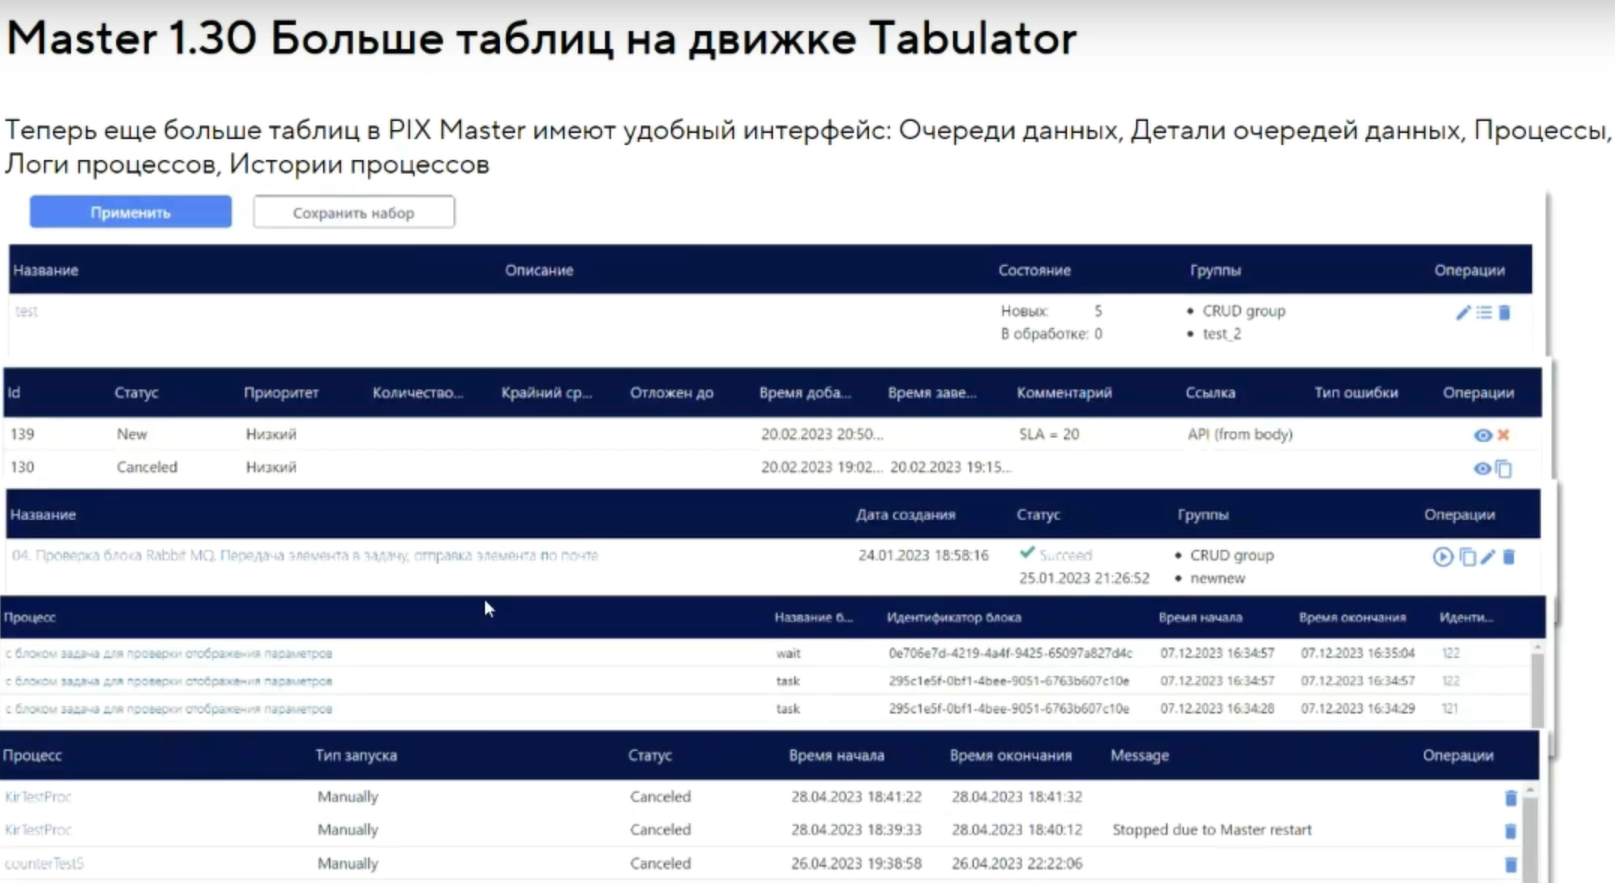 Master 1.30 Больше таблиц на движке Tabulator
Теперь еще больше таблиц в PIX Master имеют удобный интерфейс: Очереди данных, Детали очередей данных, Процессы,
Логи процессов, Истории процессов
Применить Сохранить набор
Название Описание Состояние Группы Операции
test Новых: 5 • CRUD group
В обработке: 0 • test_2
Id Статус Приоритет Количество... Крайний ср... Отложен до Время доба... Время заве... Комментарий Ссылка Тип ошибки Операции
139 New Низкий 20.02.2023 20:50... SLA = 20 API (from body)
130 Canceled Низкий 20.02.2023 19:02... 20.02.2023 19:15...
Название Дата создания Статус Группы Операции
04. Проверка блока Rabbit MQ. Передача элемента в задачу, отправка элемента по почте 24.01.2023 18:58:16 Succeed • CRUD group
25.01.2023 21:26:52 • newnew
Процесс Название б... Идентификатор блока Время начала Время окончания Иденти...
с блоком задача для проверки отображения параметров wait 0e706e7d-4219-4a4f-9425-65097a827d4c 07.12.2023 16:34:57 07.12.2023 16:35:04 122
с блоком задача для проверки отображения параметров task 295c1e5f-0bf1-4bee-9051-6763b607c10e 07.12.2023 16:34:57 07.12.2023 16:34:57 122
с блоком задача для проверки отображения параметров task 295c1e5f-0bf1-4bee-9051-6763b607c10e 07.12.2023 16:34:28 07.12.2023 16:34:29 121
Процесс Тип запуска Статус Время начала Время окончания Message Операции
KirTestProc Manually Canceled 28.04.2023 18:41:22 28.04.2023 18:41:32
KirTestProc Manually Canceled 28.04.2023 18:39:33 28.04.2023 18:40:12 Stopped due to Master restart
counterTest5 Manually Canceled 26.04.2023 19:38:58 26.04.2023 22:22:06